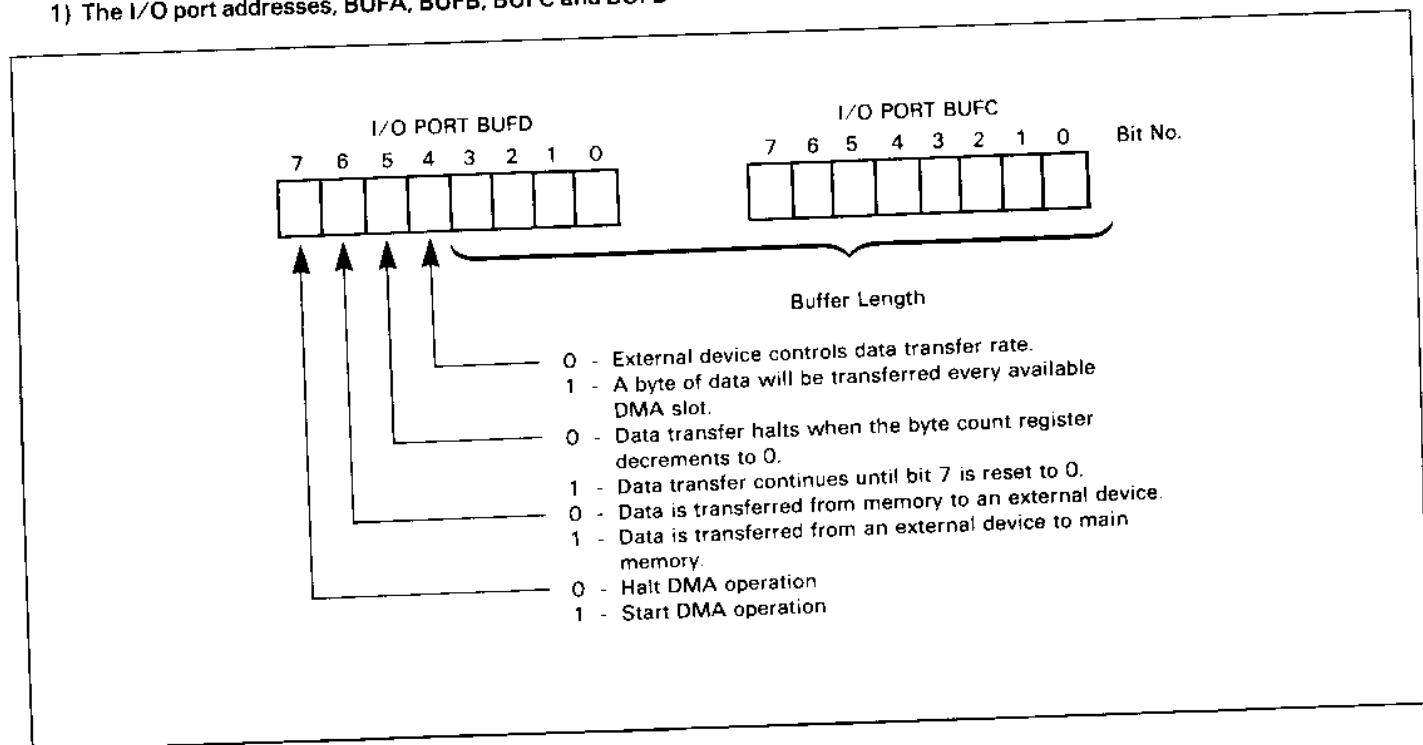 1) The I/O port addresses, BUFA, BUFB, BUFC and BUFD
I/O PORT BUFD
7 6 5 4 3 2 1 0
I/O PORT BUFC
7 6 5 4 3 2 1 0 Bit No.
Buffer Length
0 - External device controls data transfer rate.
1 - A byte of data will be transferred every available
DMA slot.
0 - Data transfer halts when the byte count register
decrements to 0.
1 - Data transfer continues until bit 7 is reset to 0.
0 - Data is transferred from memory to an external device.
1 - Data is transferred from an external device to main
memory.
0 - Halt DMA operation
1 - Start DMA operation